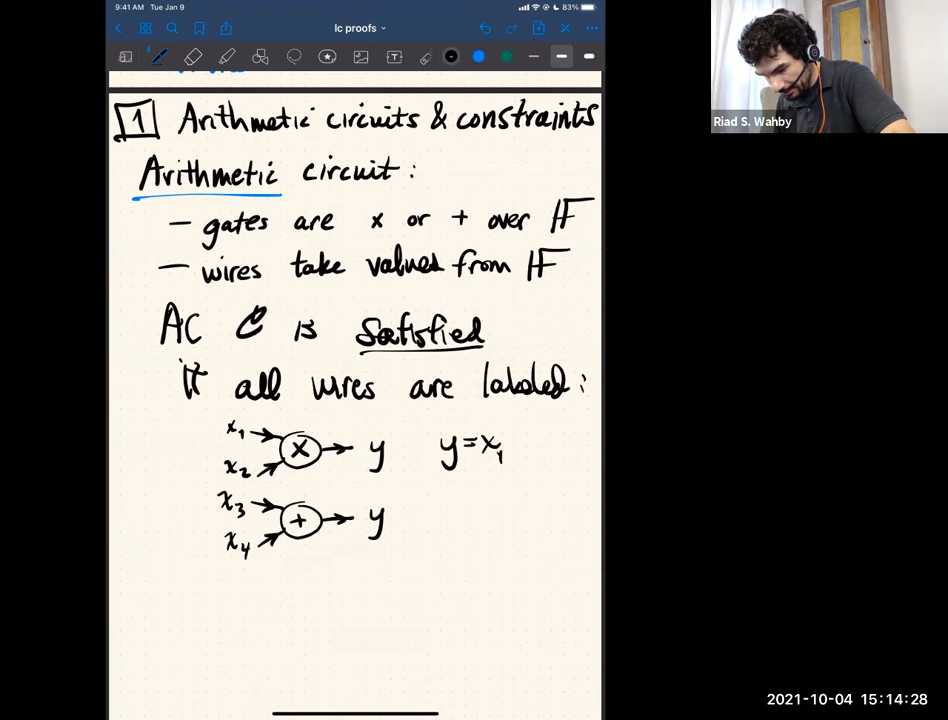 9:41 AM Tue Jan 9
83%
lc proofs
1 Arithmetic circuits & constraints
Arithmetic circuit:
— gates are × or + over 𝔽
— wires take values from 𝔽
AC C is satisfied
if all wires are labeled:
x₁
x₂
× y y=x₁
x₃
x₄
+ y
Riad S. Wahby
2021-10-04 15:14:28